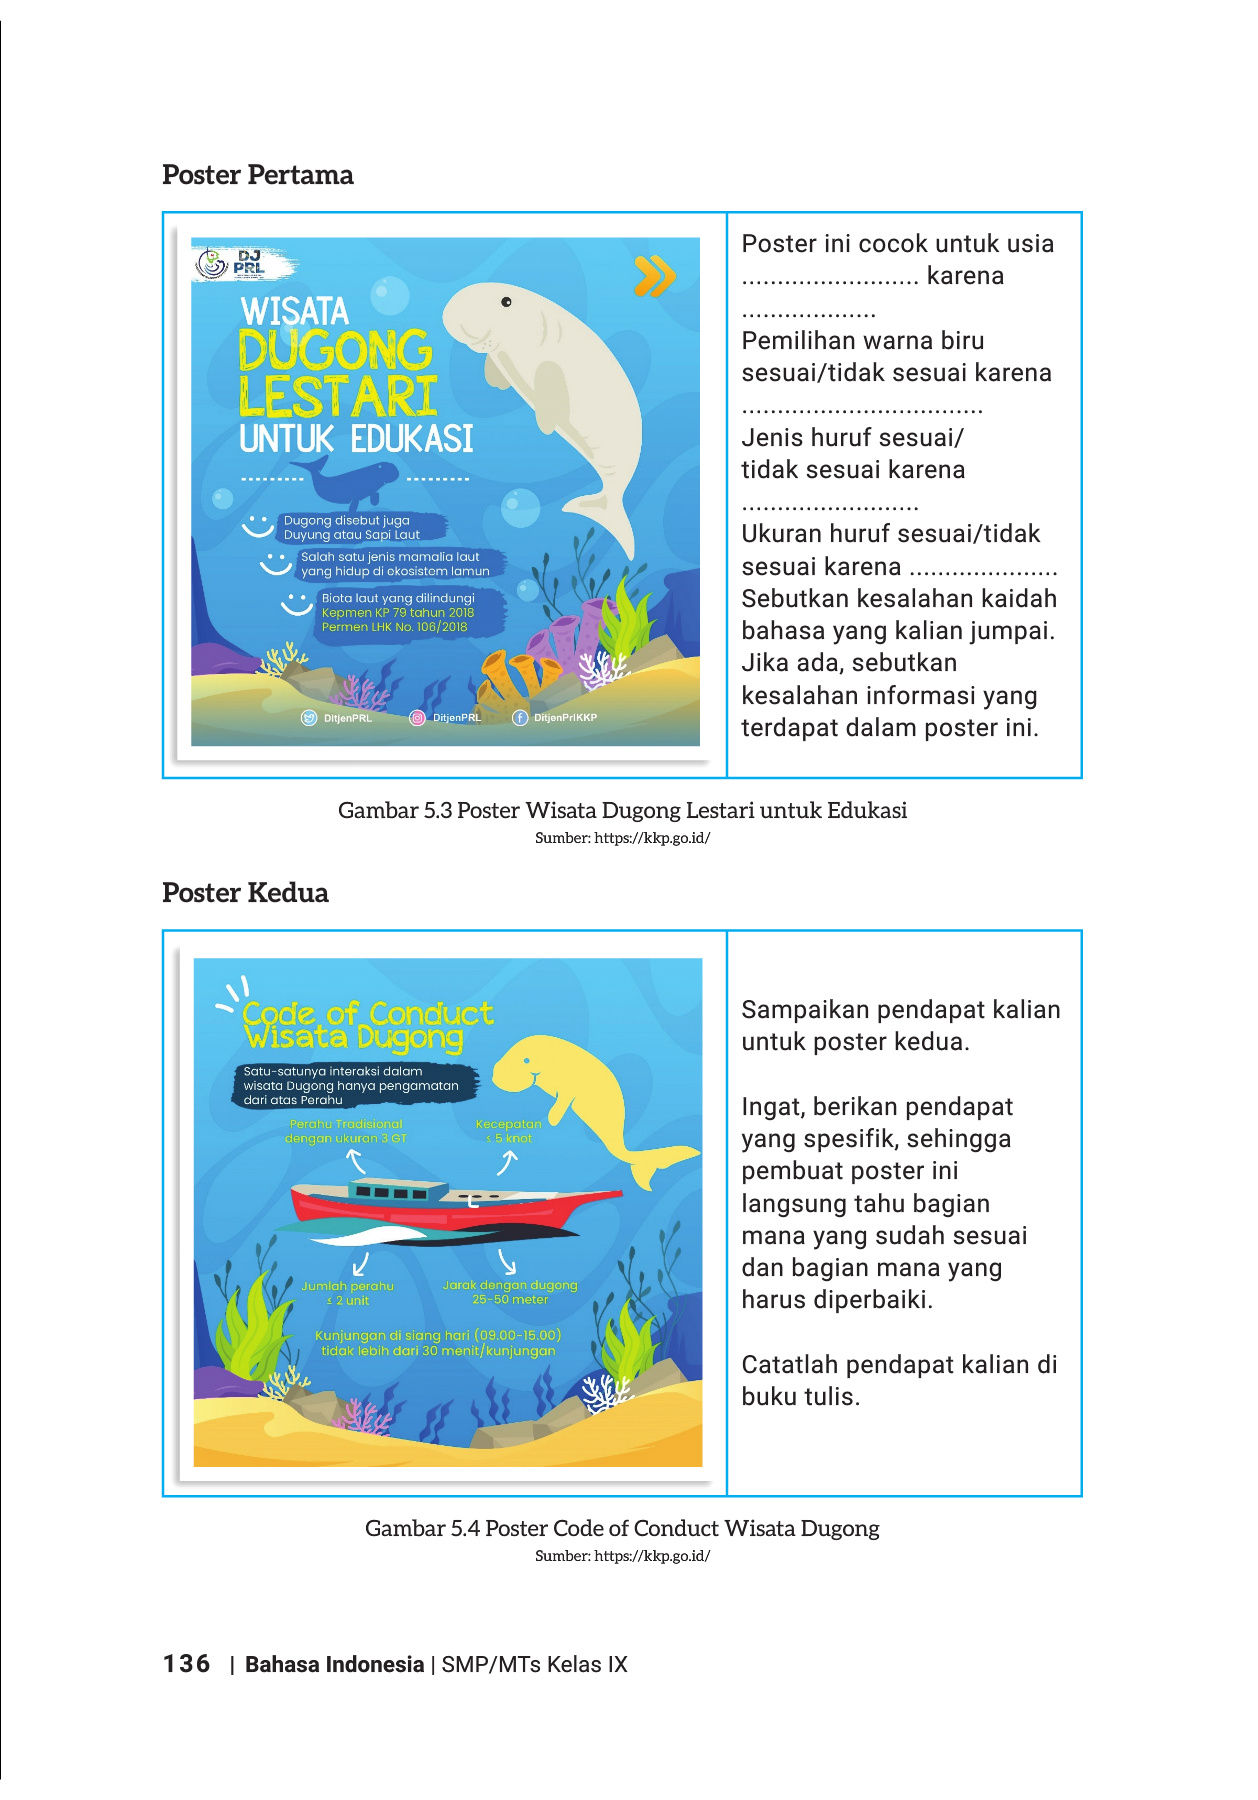 Poster Pertama
DJ
PRL
WISATA
DUGONG
LESTARI
UNTUK EDUKASI
Dugong disebut juga
Duyung atau Sapi Laut
Salah satu jenis mamalia laut
yang hidup di ekosistem lamun
Biota laut yang dilindungi
Kepmen KP 79 tahun 2018
Permen LHK No. 106/2018
DitjenPRL
DitjenPRL
DitjenPrlKKP
Poster ini cocok untuk usia
......................... karena
...................
Pemilihan warna biru
sesuai/tidak sesuai karena
..................................
Jenis huruf sesuai/
tidak sesuai karena
.........................
Ukuran huruf sesuai/tidak
sesuai karena .....................
Sebutkan kesalahan kaidah
bahasa yang kalian jumpai.
Jika ada, sebutkan
kesalahan informasi yang
terdapat dalam poster ini.
Gambar 5.3 Poster Wisata Dugong Lestari untuk Edukasi
Sumber: https://kkp.go.id/
Poster Kedua
Code of Conduct
Wisata Dugong
Satu-satunya interaksi dalam
wisata Dugong hanya pengamatan
dari atas Perahu
Perahu Tradisional
dengan ukuran 3 GT
Kecepatan
≤ 5 knot
Jumlah perahu
≤ 2 unit
Jarak dengan dugong
25-50 meter
Kunjungan di siang hari (09.00-15.00)
tidak lebih dari 30 menit/kunjungan
Sampaikan pendapat kalian
untuk poster kedua.
Ingat, berikan pendapat
yang spesifik, sehingga
pembuat poster ini
langsung tahu bagian
mana yang sudah sesuai
dan bagian mana yang
harus diperbaiki.
Catatlah pendapat kalian di
buku tulis.
Gambar 5.4 Poster Code of Conduct Wisata Dugong
Sumber: https://kkp.go.id/
136 | Bahasa Indonesia | SMP/MTs Kelas IX